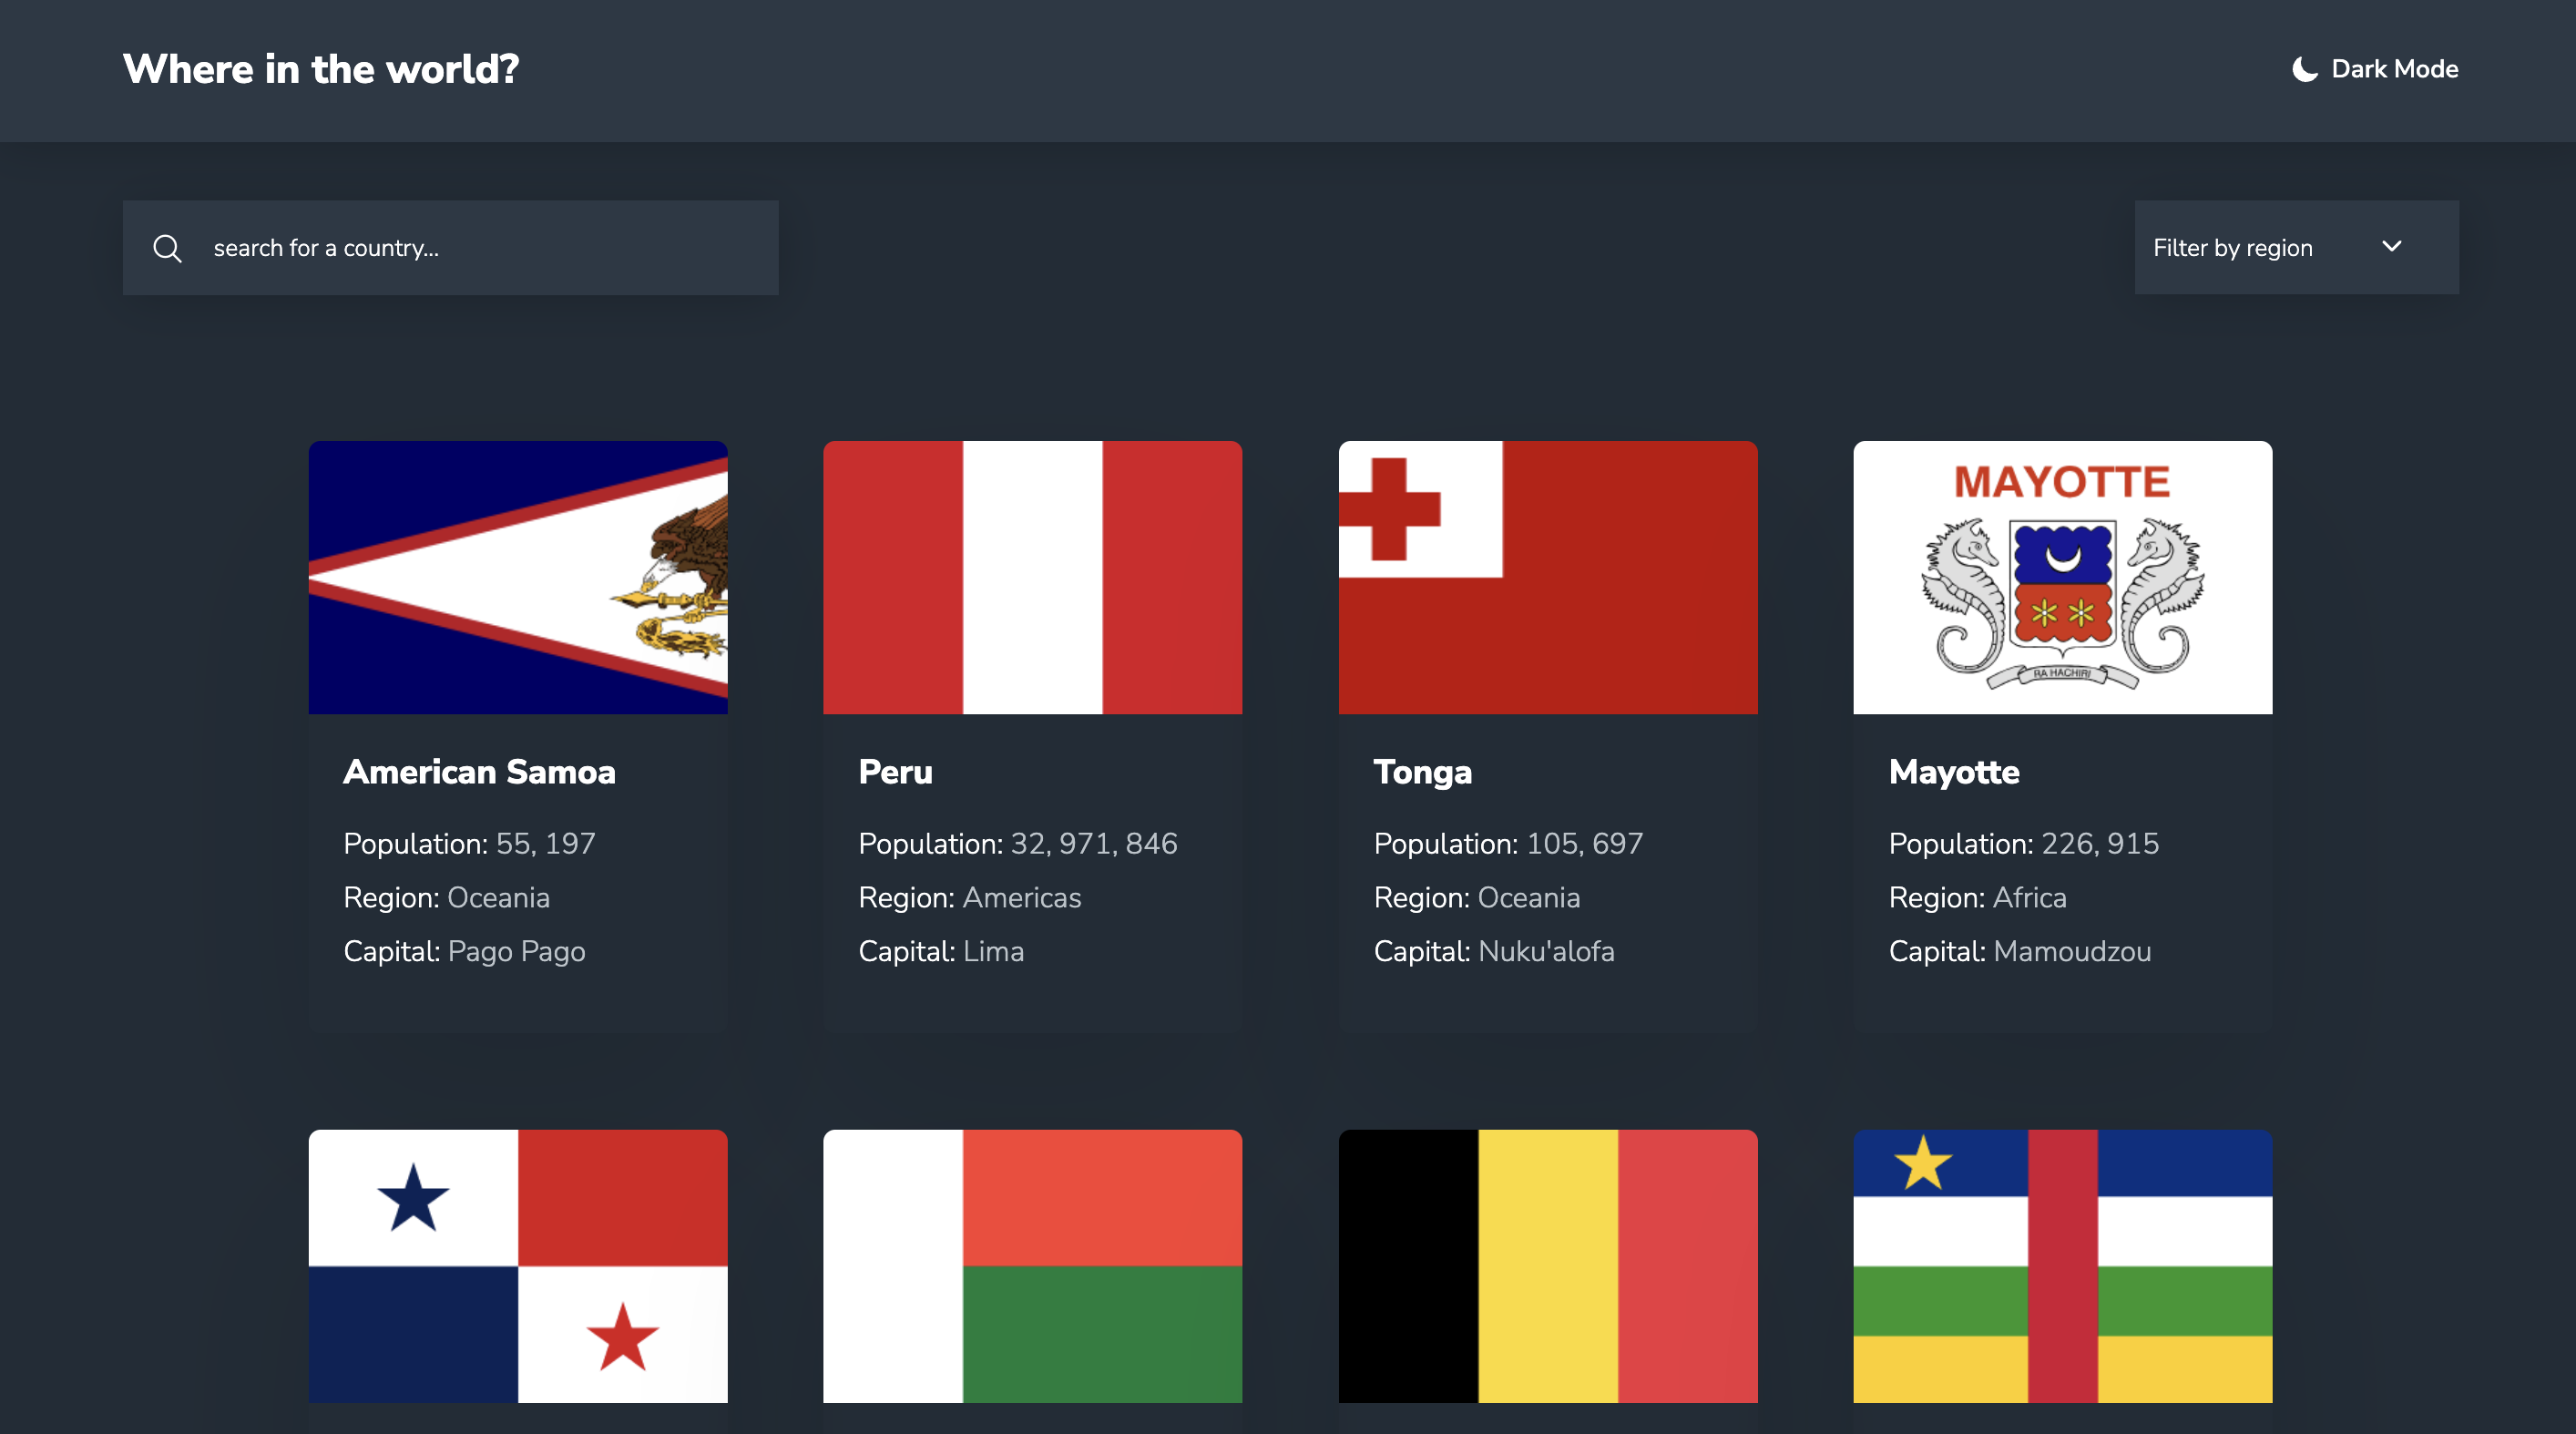 Where in the world?
Dark Mode
search for a country...
Filter by region
MAYOTTE
RA HACHIRI
American Samoa
Population: 55, 197
Region: Oceania
Capital: Pago Pago
Peru
Population: 32, 971, 846
Region: Americas
Capital: Lima
Tonga
Population: 105, 697
Region: Oceania
Capital: Nuku'alofa
Mayotte
Population: 226, 915
Region: Africa
Capital: Mamoudzou